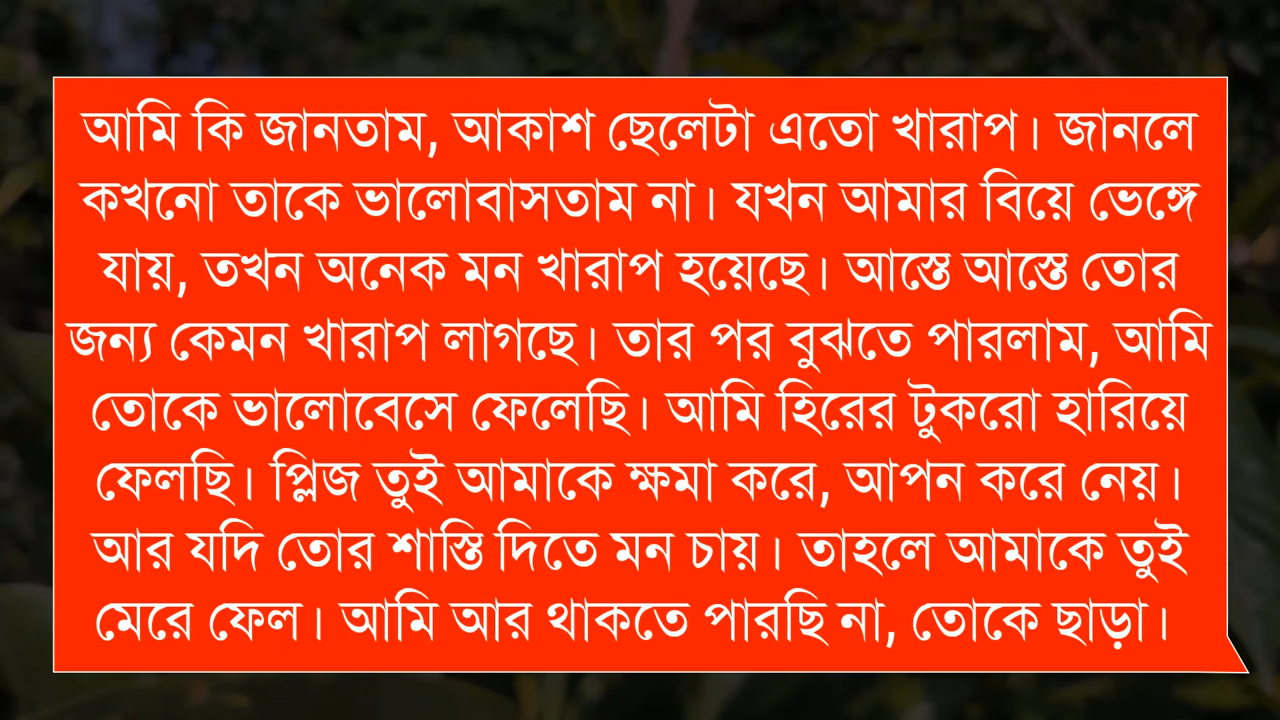 আমি কি জানতাম, আকাশ ছেলেটা এতো খারাপ। জানলে
কখনো তাকে ভালোবাসতাম না। যখন আমার বিয়ে ভেঙ্গে
যায়, তখন অনেক মন খারাপ হয়েছে। আস্তে আস্তে তোর
জন্য কেমন খারাপ লাগছে। তার পর বুঝতে পারলাম, আমি
তোকে ভালোবেসে ফেলেছি। আমি হিরের টুকরো হারিয়ে
ফেলছি। প্লিজ তুই আমাকে ক্ষমা করে, আপন করে নেয়।
আর যদি তোর শাস্তি দিতে মন চায়। তাহলে আমাকে তুই
মেরে ফেল। আমি আর থাকতে পারছি না, তোকে ছাড়া।